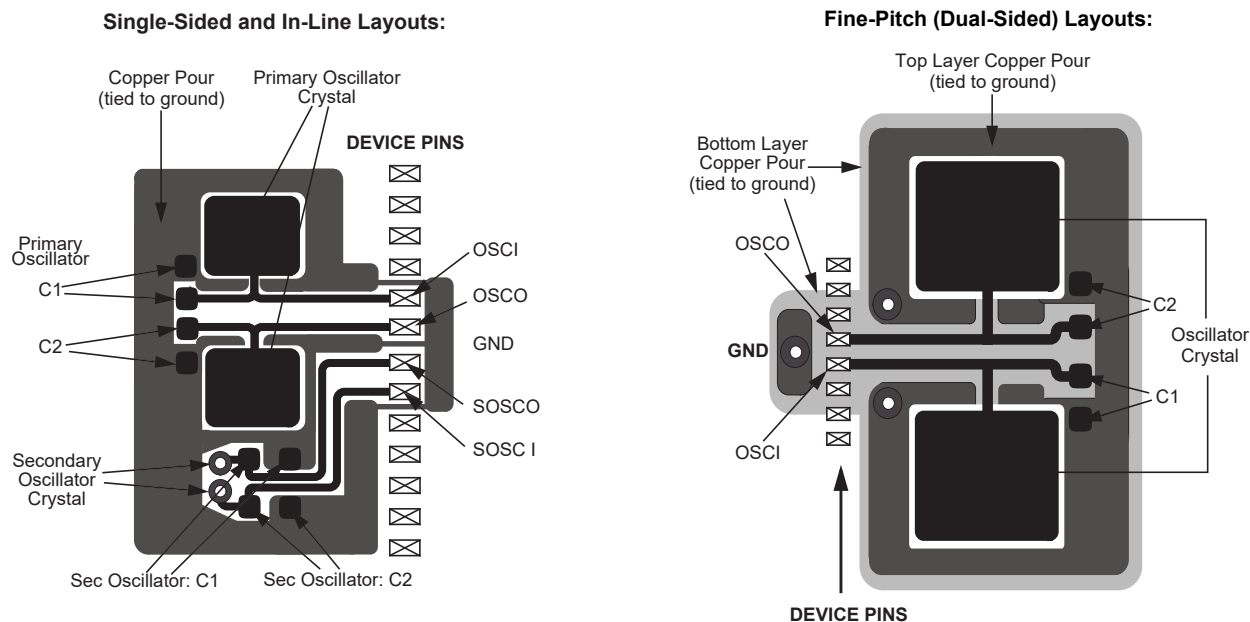 Single-Sided and In-Line Layouts:
Copper Pour
(tied to ground)
Primary Oscillator
Crystal
DEVICE PINS
Primary
Oscillator
C1
C2
OSCI
OSCO
GND
SOSCO
SOSC I
Secondary
Oscillator
Crystal
Sec Oscillator: C1
Sec Oscillator: C2
Fine-Pitch (Dual-Sided) Layouts:
Top Layer Copper Pour
(tied to ground)
Bottom Layer
Copper Pour
(tied to ground)
OSCO
GND
OSCI
C2
Oscillator
Crystal
C1
DEVICE PINS